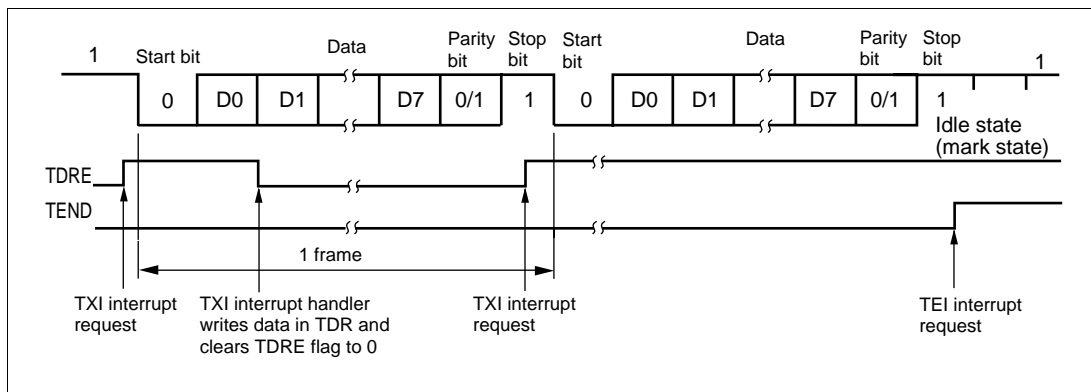 1
Start bit
Data
Parity
bit
Stop
bit
Start
bit
Data
Parity
bit
Stop
bit
1
0 D0 D1 D7 0/1 1 0 D0 D1 D7 0/1 1
Idle state
(mark state)
TDRE
TEND
1 frame
TXI interrupt
request
TXI interrupt handler
writes data in TDR and
clears TDRE flag to 0
TXI interrupt
request
TEI interrupt
request